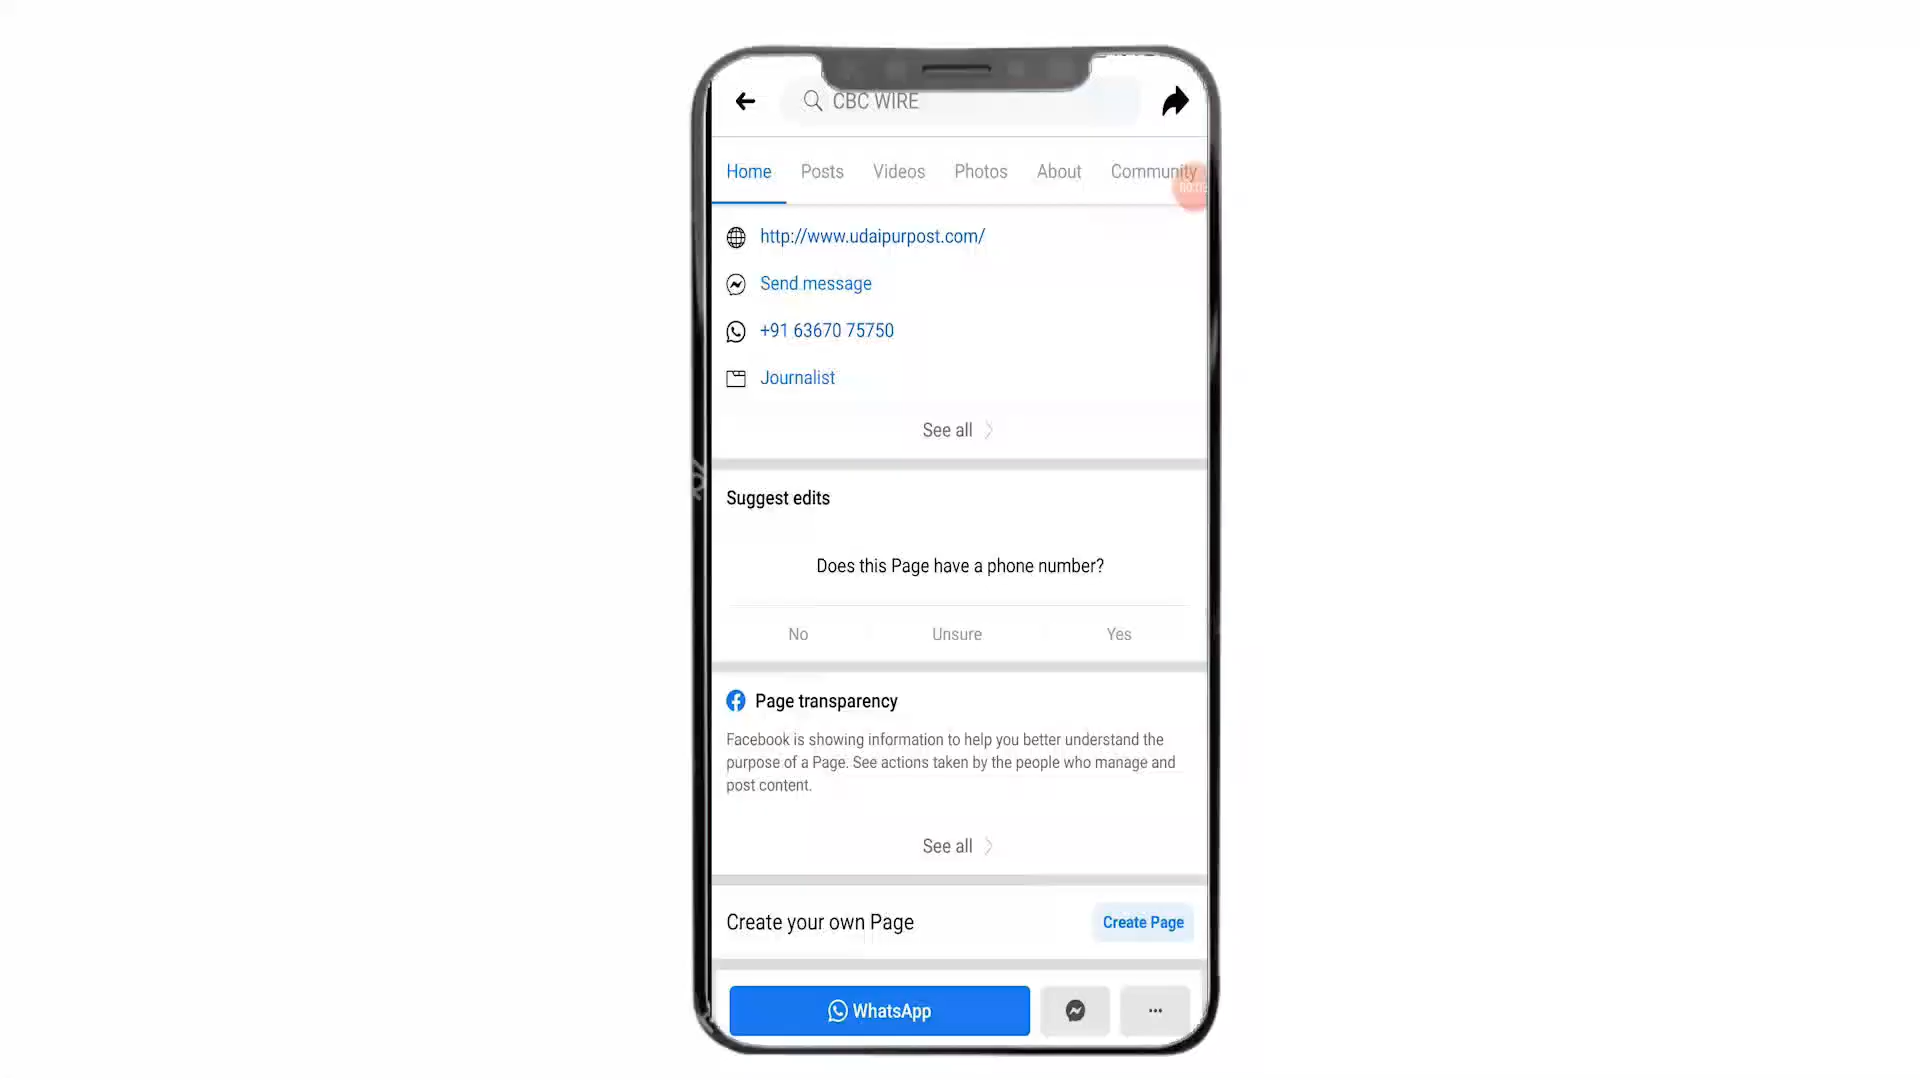 CBC WIRE
Home Posts Videos Photos About Community
http://www.udaipurpost.com/
Send message
+91 63670 75750
Journalist
See all
Suggest edits
Does this Page have a phone number?
No Unsure Yes
Page transparency
Facebook is showing information to help you better understand the
purpose of a Page. See actions taken by the people who manage and
post content.
See all
Create your own Page Create Page
WhatsApp